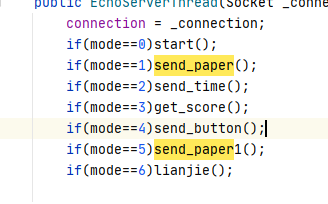 public EchoServerThread(Socket _conne
connection = _connection;
if(mode==0)start();
if(mode==1)send_paper();
if(mode==2)send_time();
if(mode==3)get_score();
if(mode==4)send_button();
if(mode==5)send_paper1();
if(mode==6)lianjie();